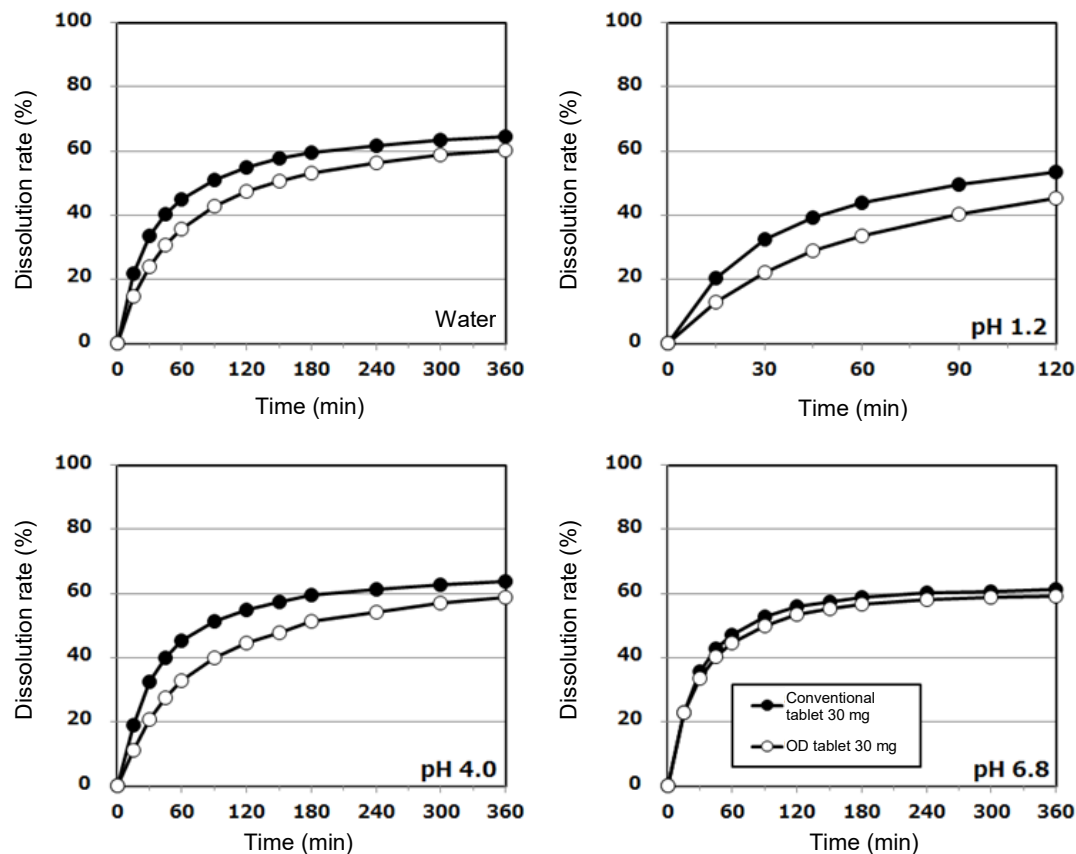 100
80
60
40
20
0
Dissolution rate (%)
Water
0 60 120 180 240 300 360
Time (min)
100
80
60
40
20
0
Dissolution rate (%)
pH 1.2
0 30 60 90 120
Time (min)
100
80
60
40
20
0
Dissolution rate (%)
pH 4.0
0 60 120 180 240 300 360
Time (min)
100
80
60
40
20
0
Dissolution rate (%)
Conventional
tablet 30 mg
OD tablet 30 mg
pH 6.8
0 60 120 180 240 300 360
Time (min)